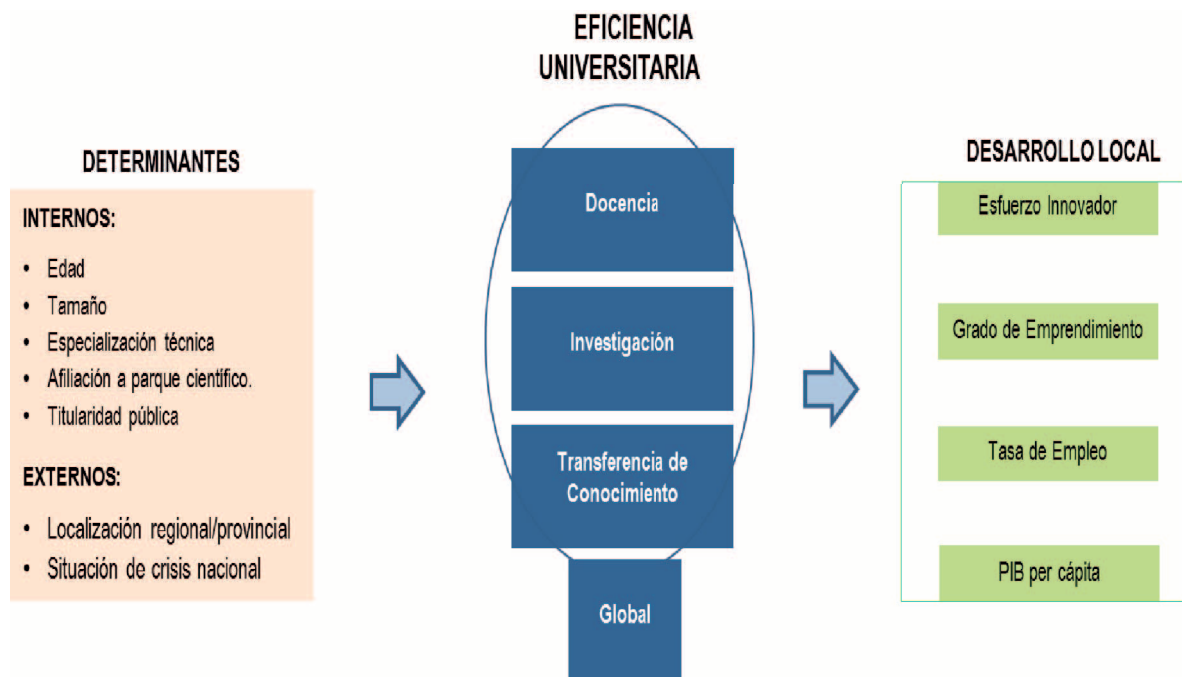 EFICIENCIA
UNIVERSITARIA
DETERMINANTES
INTERNOS:
• Edad
• Tamaño
• Especialización técnica
• Afiliación a parque científico.
• Titularidad pública
EXTERNOS:
• Localización regional/provincial
• Situación de crisis nacional
Docencia
Investigación
Transferencia de
Conocimiento
Global
DESARROLLO LOCAL
Esfuerzo Innovador
Grado de Emprendimiento
Tasa de Empleo
PIB per cápita